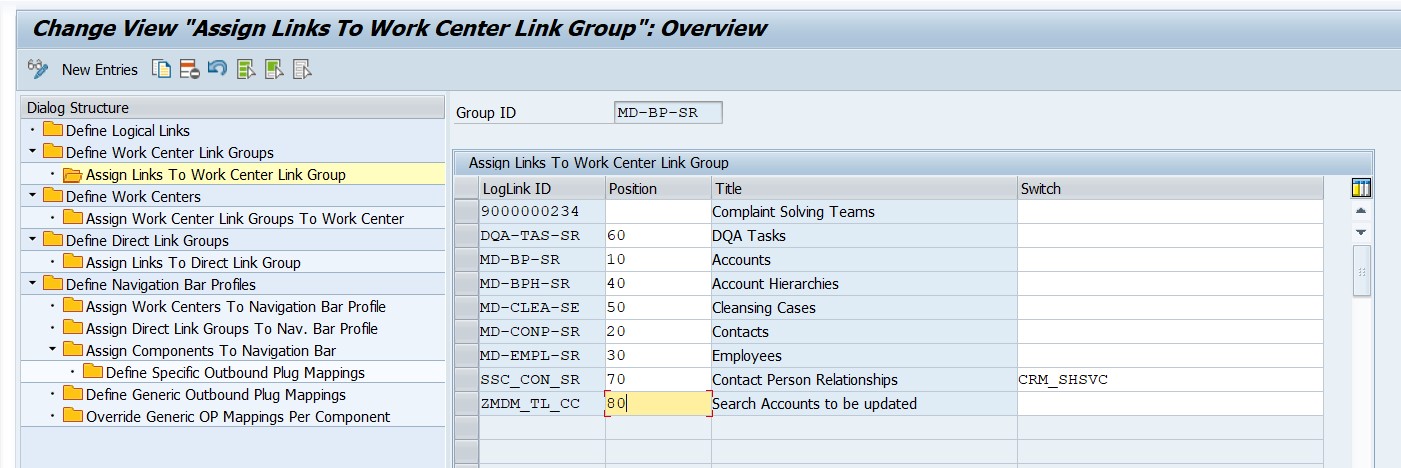 Change View "Assign Links To Work Center Link Group": Overview
New Entries
Dialog Structure
Define Logical Links
Define Work Center Link Groups
Assign Links To Work Center Link Group
Define Work Centers
Assign Work Center Link Groups To Work Center
Define Direct Link Groups
Assign Links To Direct Link Group
Define Navigation Bar Profiles
Assign Work Centers To Navigation Bar Profile
Assign Direct Link Groups To Nav. Bar Profile
Assign Components To Navigation Bar
Define Specific Outbound Plug Mappings
Define Generic Outbound Plug Mappings
Override Generic OP Mappings Per Component
Group ID MD-BP-SR
Assign Links To Work Center Link Group
LogLink ID Position Title Switch
9000000234 Complaint Solving Teams
DQA-TAS-SR 60 DQA Tasks
MD-BP-SR 10 Accounts
MD-BPH-SR 40 Account Hierarchies
MD-CLEA-SE 50 Cleansing Cases
MD-CONP-SR 20 Contacts
MD-EMPL-SR 30 Employees
SSC_CON_SR 70 Contact Person Relationships CRM_SHSVC
ZMDM_TL_CC 80 Search Accounts to be updated